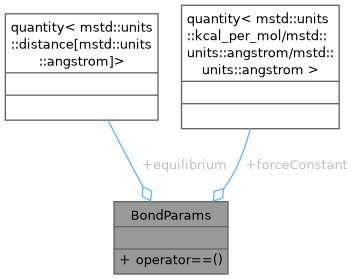 quantity< mstd::units
::distance[mstd::units
::angstrom]>
quantity< mstd::units
::kcal_per_mol/mstd::
units::angstrom/mstd::
units::angstrom >
+equilibrium
+forceConstant
BondParams
+ operator==()